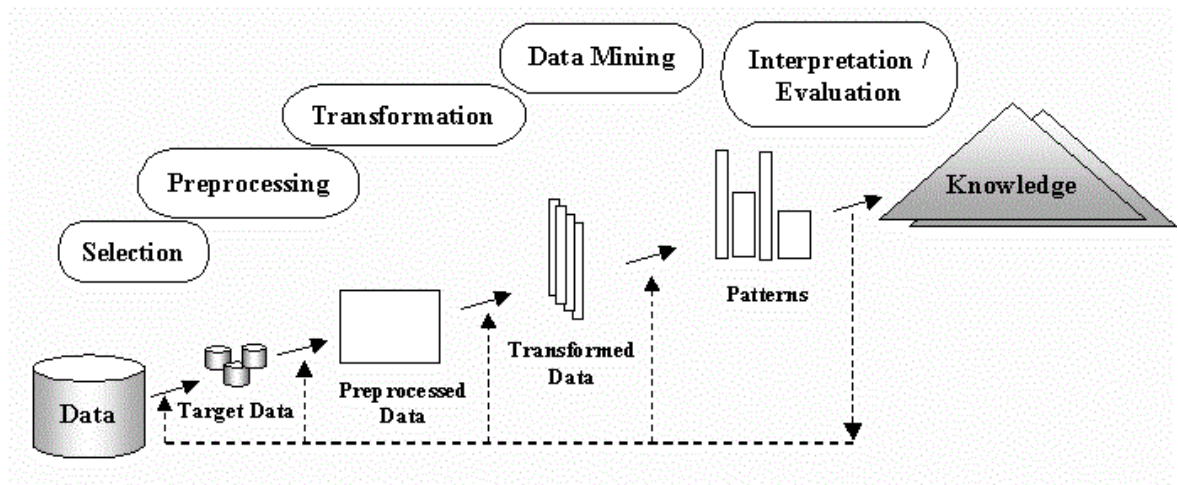 Data Mining
Interpretation /
Evaluation
Transformation
Preprocessing
Selection
Knowledge
Patterns
Transformed
Data
Preprocessed
Data
Target Data
Data